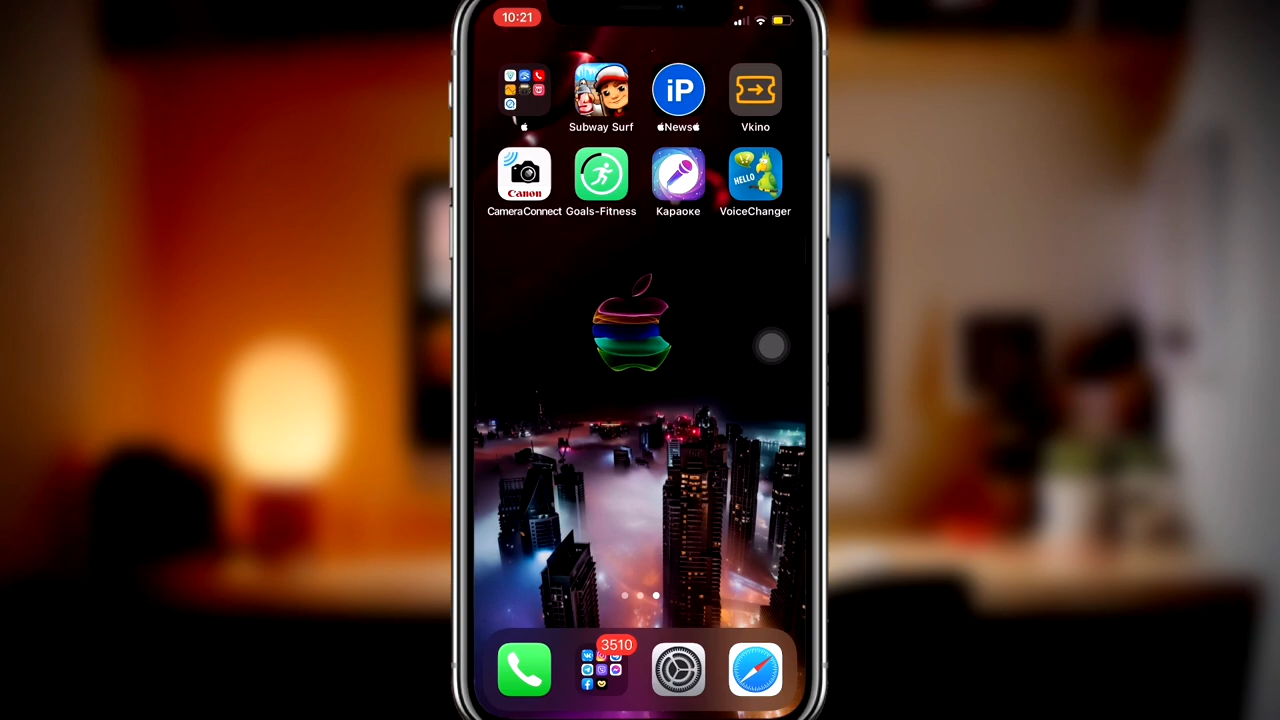 10:21
iP
Subway Surf
News
Vkino
HELLO
Canon
CameraConnect
Goals-Fitness
Караоке
VoiceChanger
3510